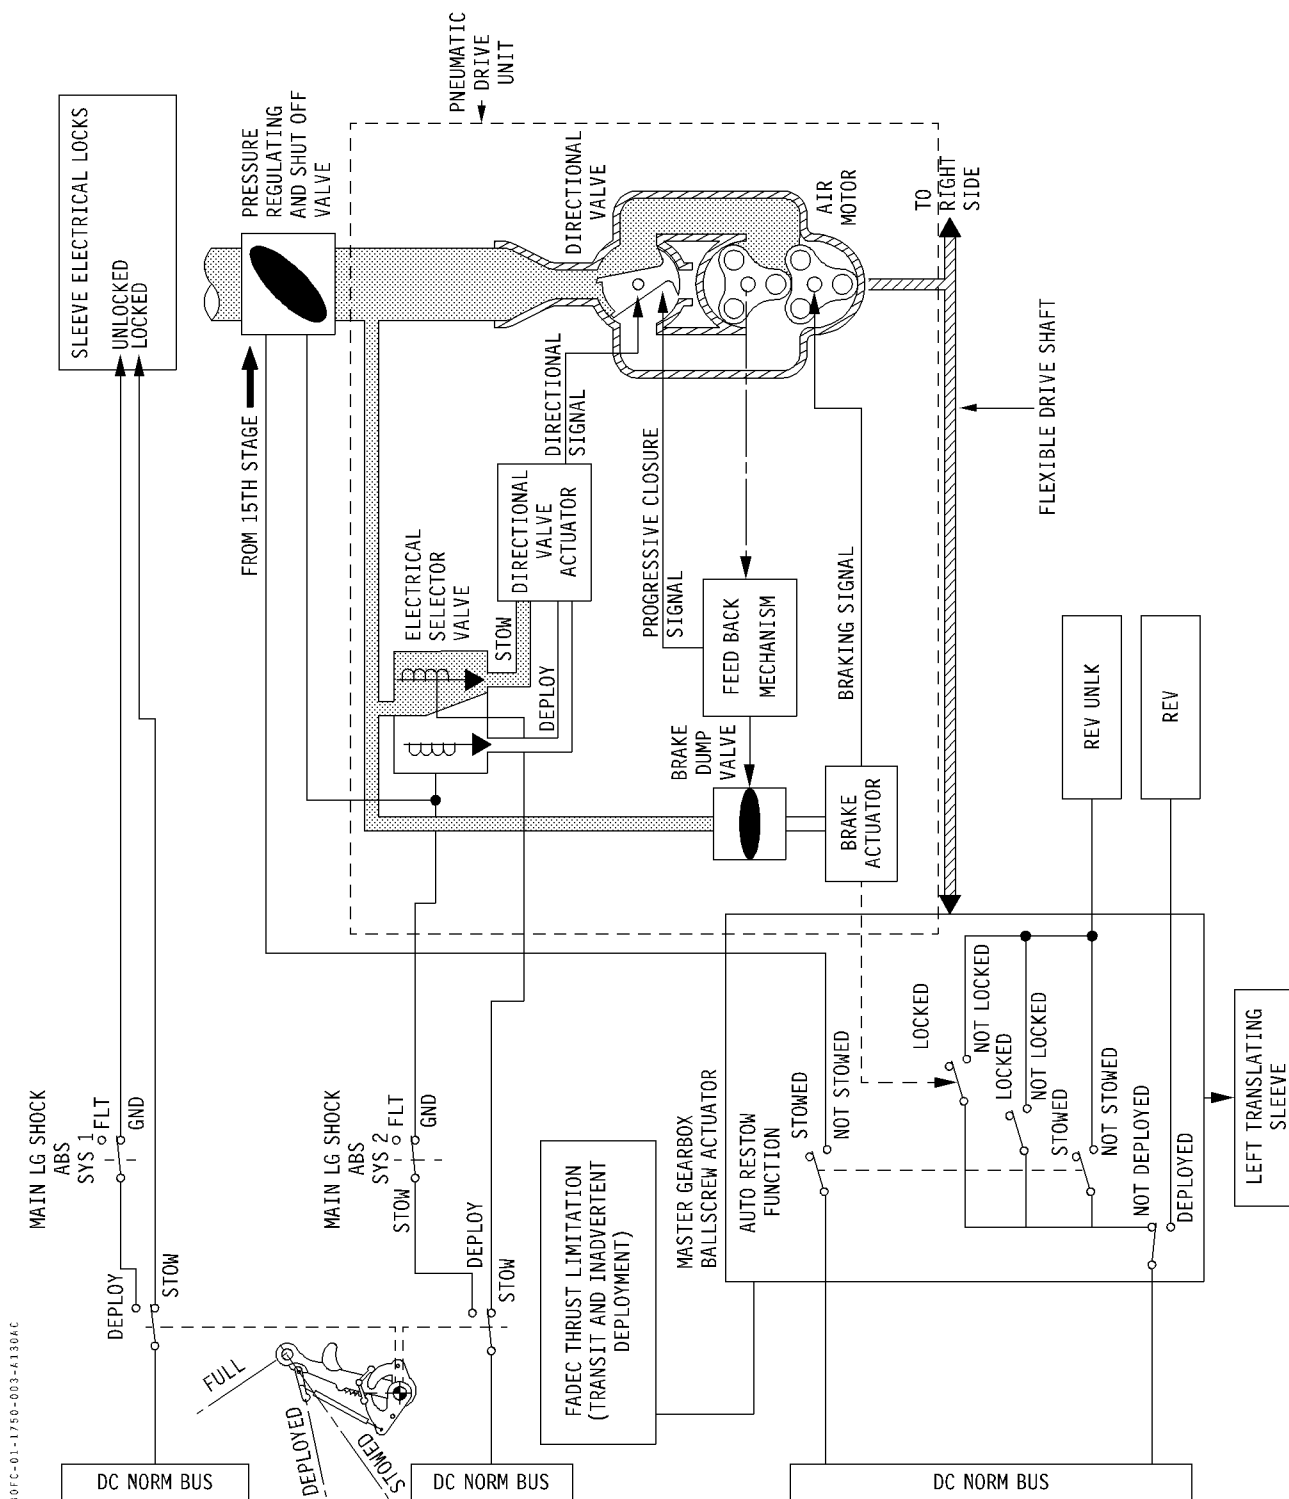 PNEUMATIC
DRIVE
UNIT
SLEEVE ELECTRICAL LOCKS
UNLOCKED
LOCKED
PRESSURE
REGULATING
AND SHUT OFF
VALVE
FROM 15TH STAGE
DIRECTIONAL
VALVE
AIR
MOTOR
TO
RIGHT
SIDE
DIRECTIONAL
SIGNAL
DIRECTIONAL
VALVE
ACTUATOR
ELECTRICAL
SELECTOR
VALVE
STOW
DEPLOY
PROGRESSIVE CLOSURE
SIGNAL
FEED BACK
MECHANISM
BRAKING SIGNAL
FLEXIBLE DRIVE SHAFT
BRAKE
DUMP
VALVE
BRAKE
ACTUATOR
REV UNLK
REV
MAIN LG SHOCK
ABS
SYS 1
FLT
GND
MAIN LG SHOCK
ABS
SYS 2
FLT
GND
STOW
DEPLOY
STOW
DEPLOY
STOW
MASTER GEARBOX
BALLSCREW ACTUATOR
AUTO RESTOW
FUNCTION
STOWED
NOT STOWED
LOCKED
NOT LOCKED
LOCKED
NOT LOCKED
STOWED
NOT STOWED
NOT DEPLOYED
DEPLOYED
LEFT TRANSLATING
SLEEVE
FADEC THRUST LIMITATION
(TRANSIT AND INADVERTENT
DEPLOYMENT)
FULL
DEPLOYED
STOWED
DC NORM BUS
DC NORM BUS
DC NORM BUS